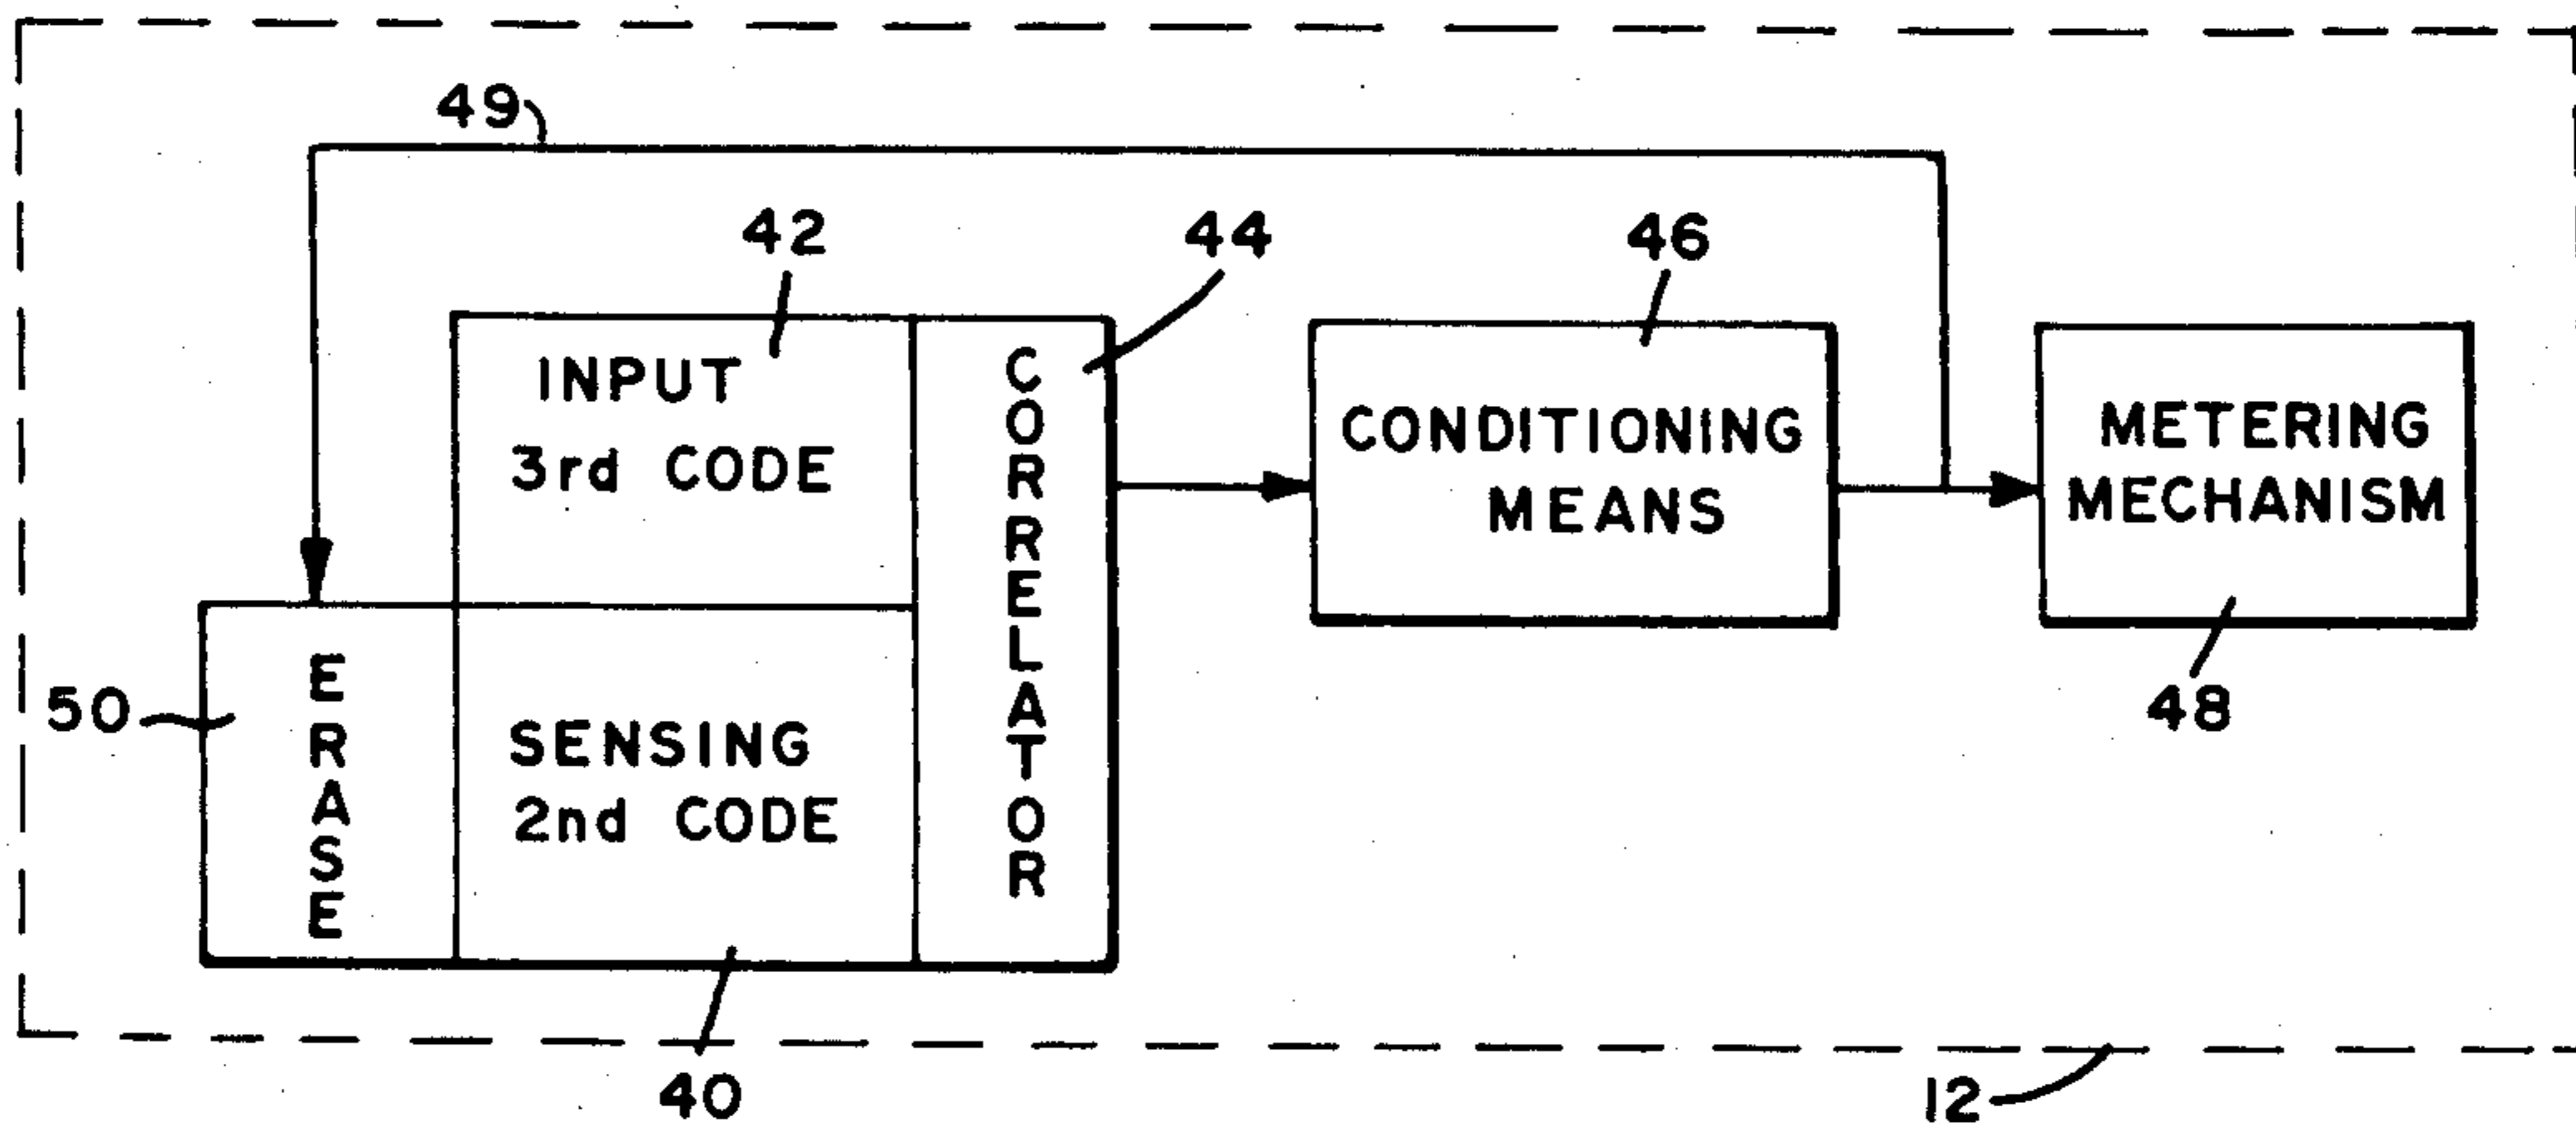 49
42
44
46
INPUT
3rd CODE
CORRELATOR
CONDITIONING
MEANS
METERING
MECHANISM
50
ERASE
SENSING
2nd CODE
48
40
12